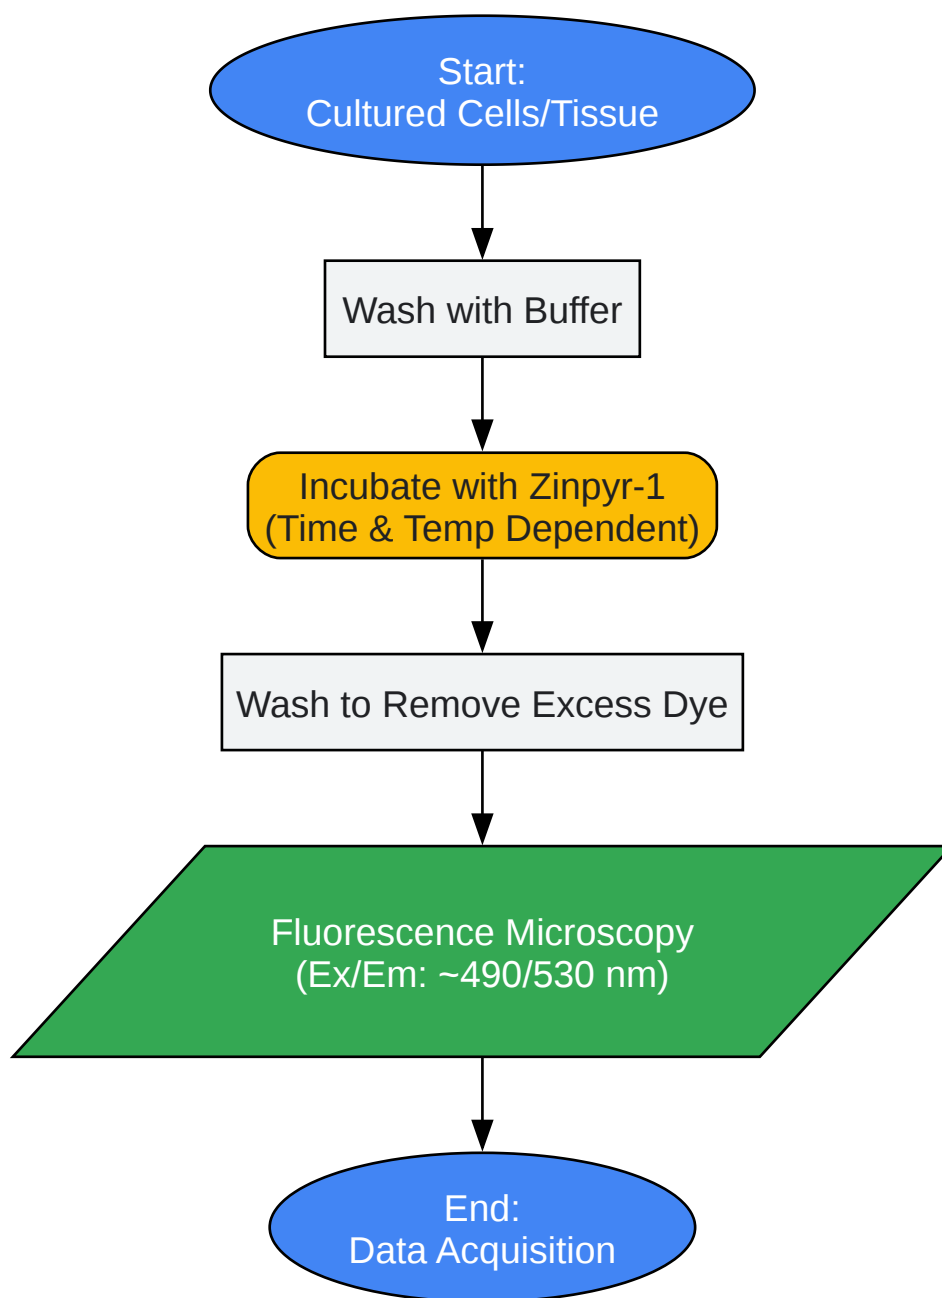 Start:
Cultured Cells/Tissue
Wash with Buffer
Incubate with Zinpyr-1
(Time & Temp Dependent)
Wash to Remove Excess Dye
Fluorescence Microscopy
(Ex/Em: ~490/530 nm)
End:
Data Acquisition